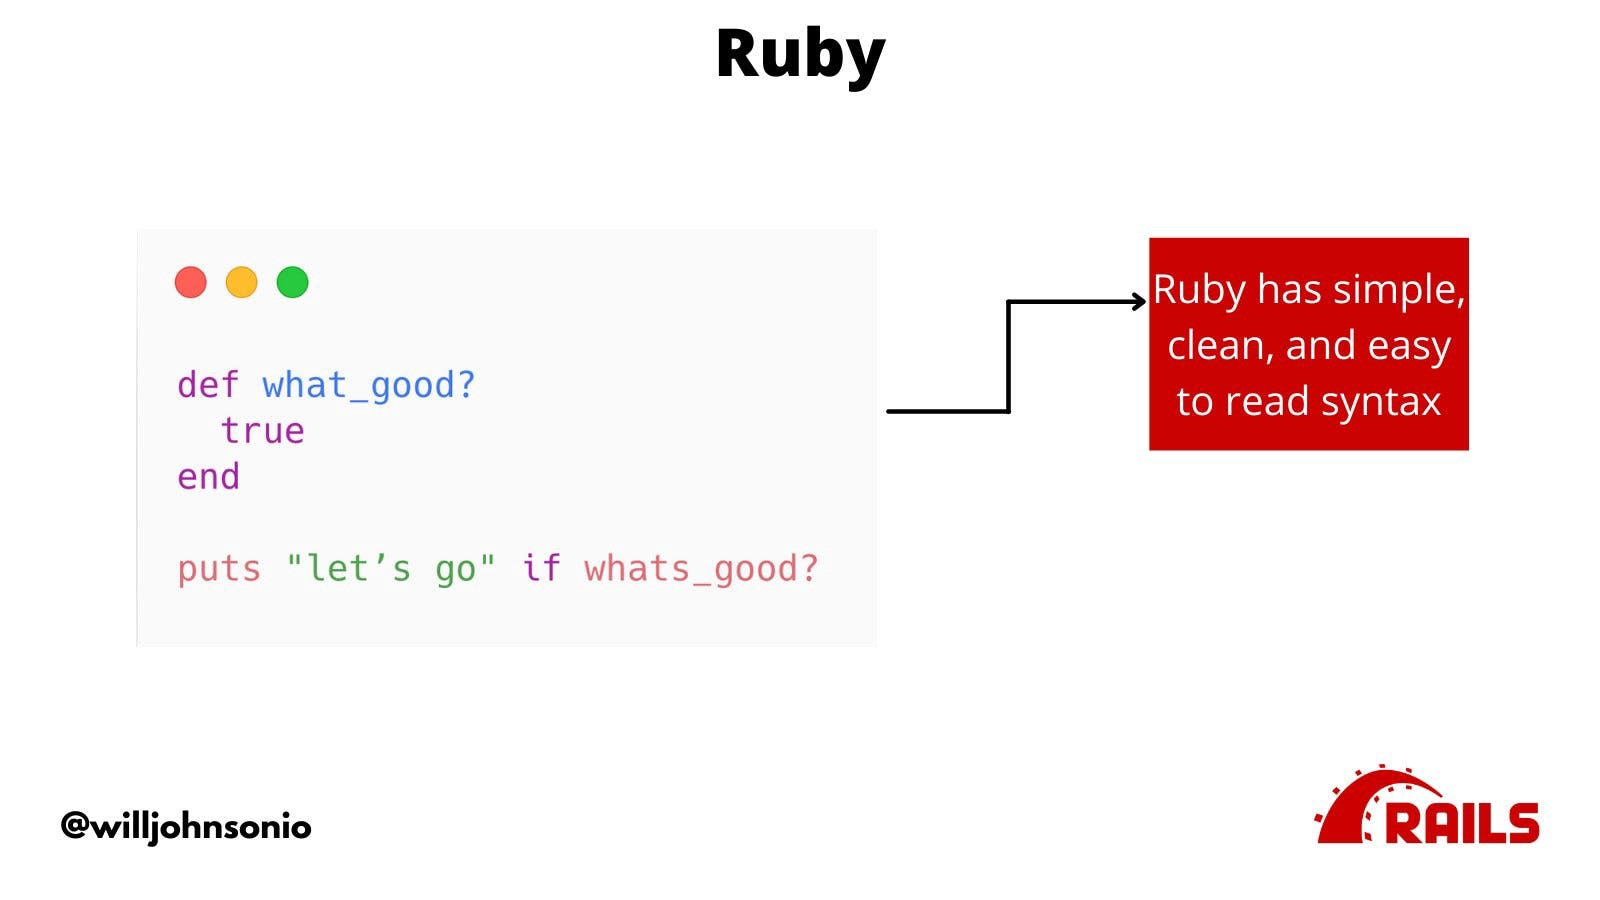 Ruby
def what_good?
  true
end
puts "let’s go" if whats_good?
Ruby has simple,
clean, and easy
to read syntax
@willjohnsonio
RAILS